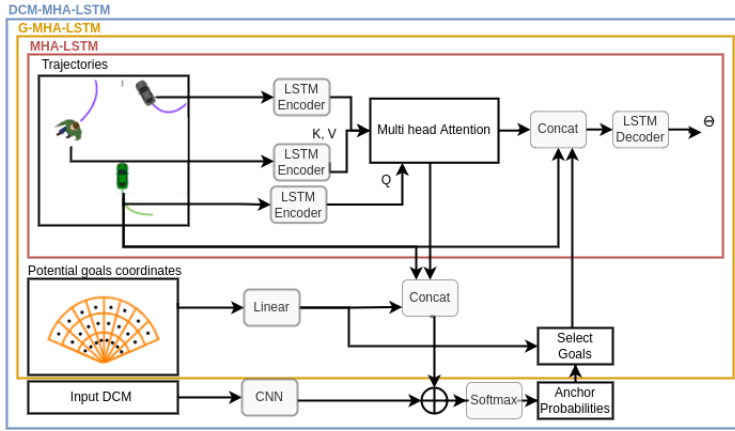 DCM-MHA-LSTM
G-MHA-LSTM
MHA-LSTM
Trajectories
LSTM
Encoder
K, V
LSTM
Encoder
Q
LSTM
Encoder
Multi head Attention
Concat
LSTM
Decoder
Θ
Potential goals coordinates
Linear
Concat
Select
Goals
Input DCM
CNN
Softmax
Anchor
Probabilities